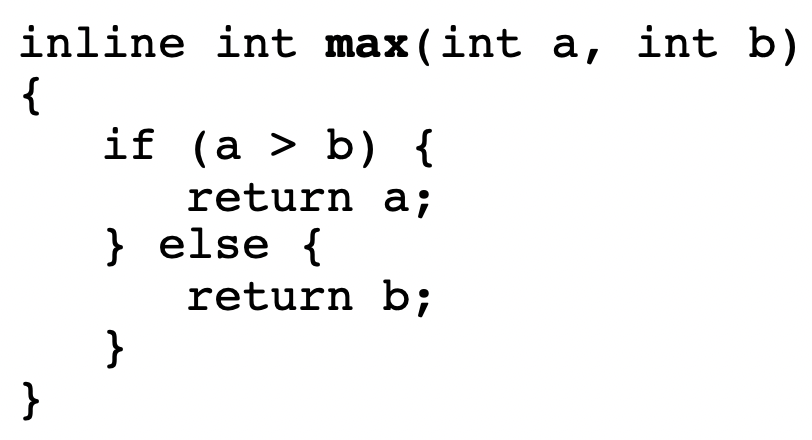 inline int max(int a, int b)
{
   if (a > b) {
      return a;
   } else {
      return b;
   }
}